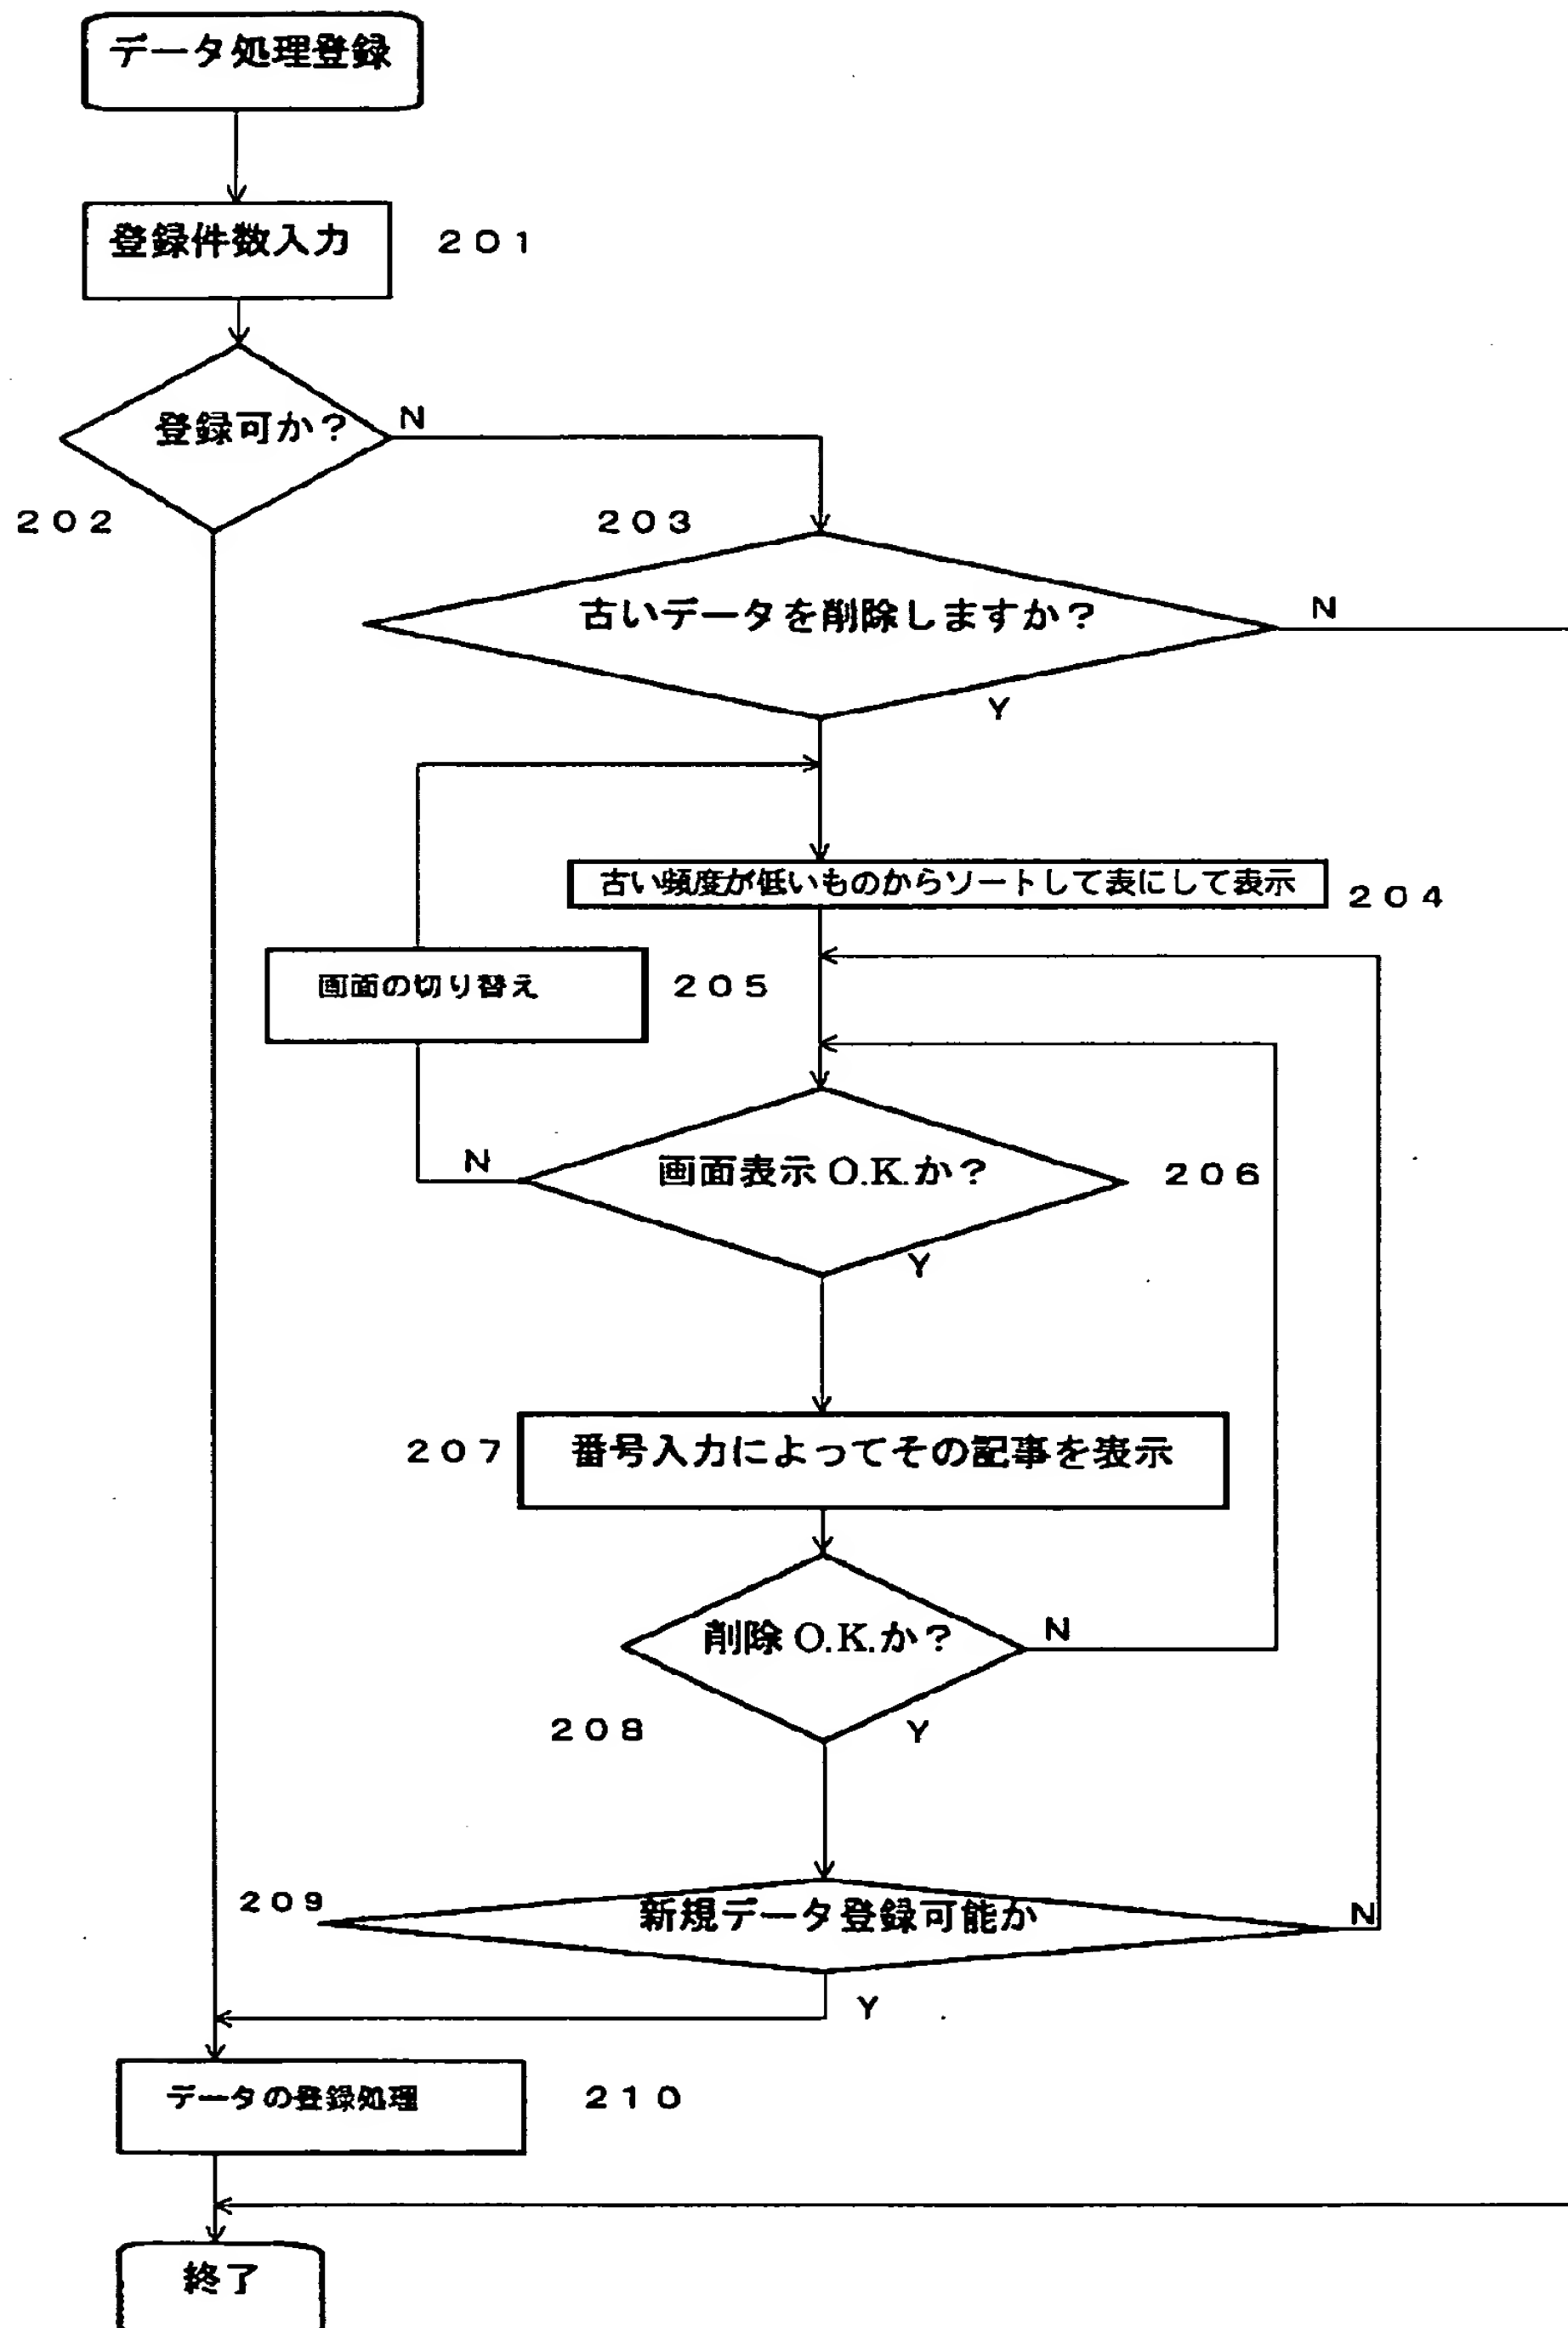 データ処理登録
登録件数入力
２０１
登録可か？
N
２０２
２０３
古いデータを削除しますか？
N
Y
古い頻度が低いものからソートして表にして表示
２０４
画面の切り替え
２０５
N
画面表示 O.K.か？
２０６
Y
２０７
番号入力によってその記事を表示
削除 O.K.か？
N
２０８
Y
２０９
新規データ登録可能か
N
Y
データの登録処理
２１０
終了